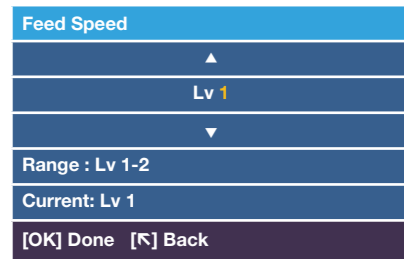 Feed Speed
▲
Lv 1
▼
Range : Lv 1-2
Current: Lv 1
[OK] Done [↸] Back